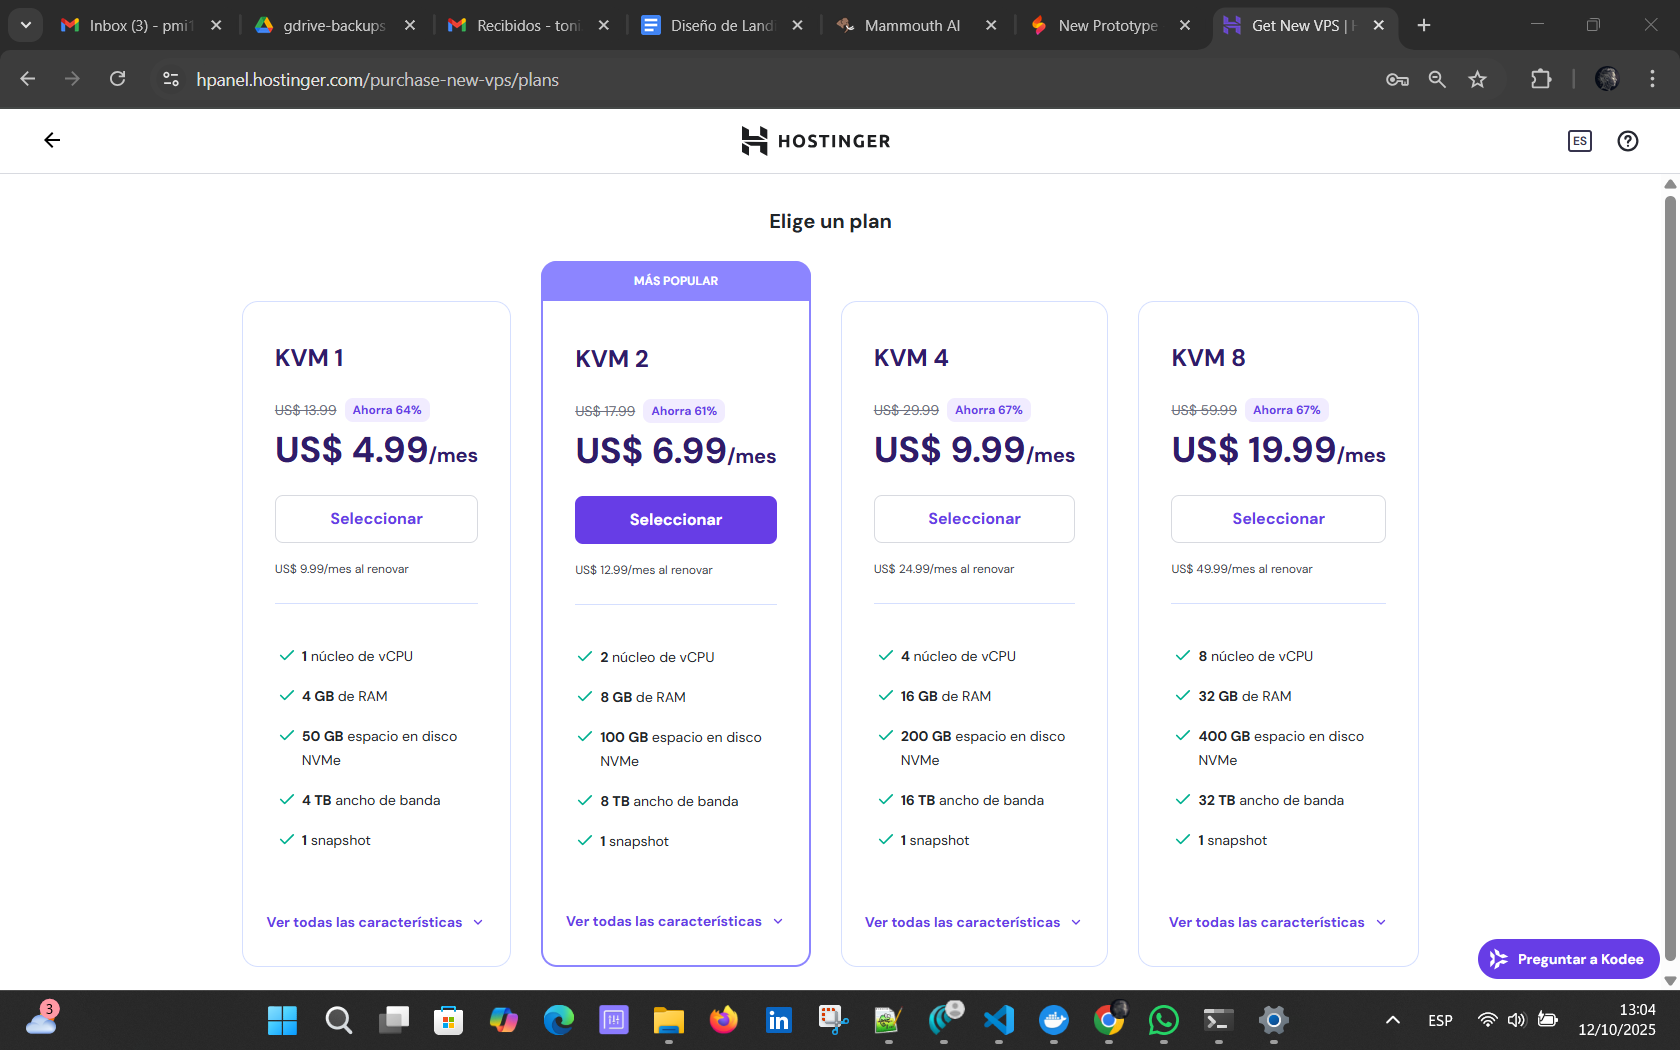 Inbox (3) - pmi1
gdrive-backups
Recibidos - toni.
Diseño de Landi
Mammouth AI
New Prototype
Get New VPS | H
hpanel.hostinger.com/purchase-new-vps/plans
HOSTINGER
ES
Elige un plan
MÁS POPULAR
KVM 1
US$ 13.99 Ahorra 64%
US$ 4.99/mes
Seleccionar
US$ 9.99/mes al renovar
1 núcleo de vCPU
4 GB de RAM
50 GB espacio en disco
NVMe
4 TB ancho de banda
1 snapshot
Ver todas las características
KVM 2
US$ 17.99 Ahorra 61%
US$ 6.99/mes
Seleccionar
US$ 12.99/mes al renovar
2 núcleo de vCPU
8 GB de RAM
100 GB espacio en disco
NVMe
8 TB ancho de banda
1 snapshot
Ver todas las características
KVM 4
US$ 29.99 Ahorra 67%
US$ 9.99/mes
Seleccionar
US$ 24.99/mes al renovar
4 núcleo de vCPU
16 GB de RAM
200 GB espacio en disco
NVMe
16 TB ancho de banda
1 snapshot
Ver todas las características
KVM 8
US$ 59.99 Ahorra 67%
US$ 19.99/mes
Seleccionar
US$ 49.99/mes al renovar
8 núcleo de vCPU
32 GB de RAM
400 GB espacio en disco
NVMe
32 TB ancho de banda
1 snapshot
Ver todas las características
Preguntar a Kodee
3
ESP
13:04
12/10/2025